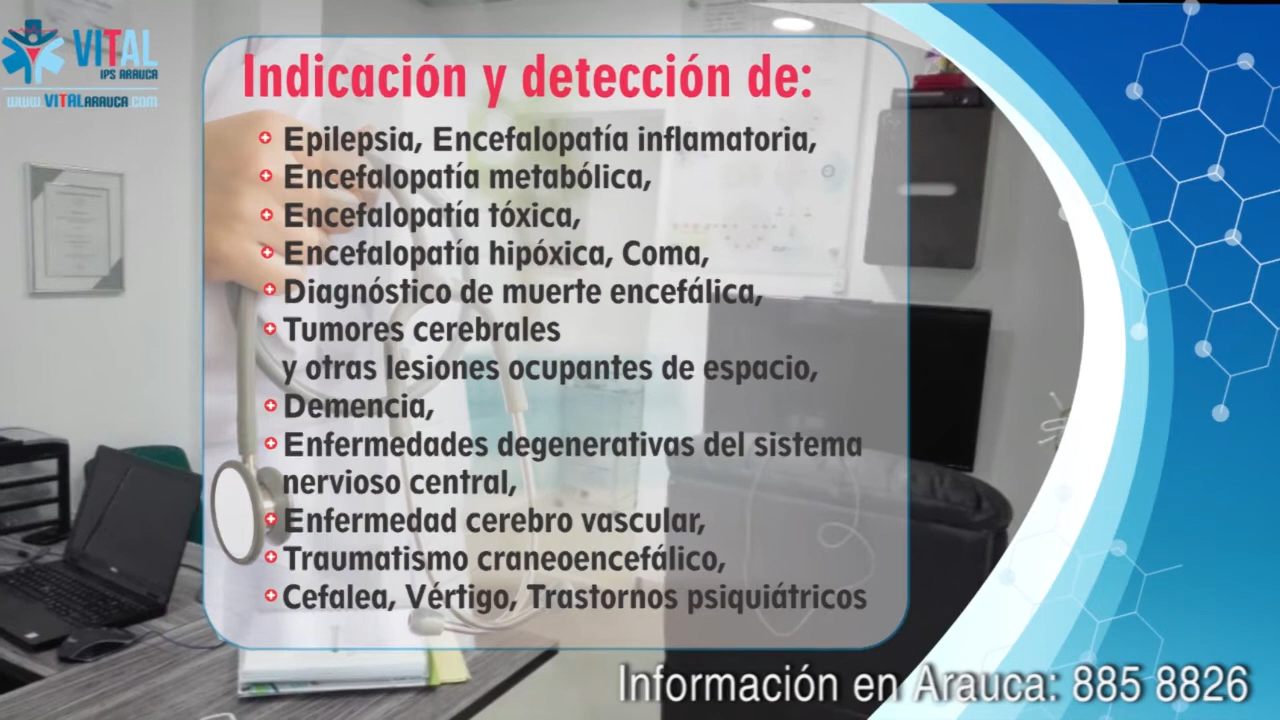 VITAL
IPS ARAUCA
www.VITALARAUCA.COM
Indicación y detección de:
Epilepsia, Encefalopatía inflamatoria,
Encefalopatía metabólica,
Encefalopatía tóxica,
Encefalopatía hipóxica, Coma,
Diagnóstico de muerte encefálica,
Tumores cerebrales
y otras lesiones ocupantes de espacio,
Demencia,
Enfermedades degenerativas del sistema
nervioso central,
Enfermedad cerebro vascular,
Traumatismo craneoencefálico,
Cefalea, Vértigo, Trastornos psiquiátricos
Información en Arauca: 885 8826